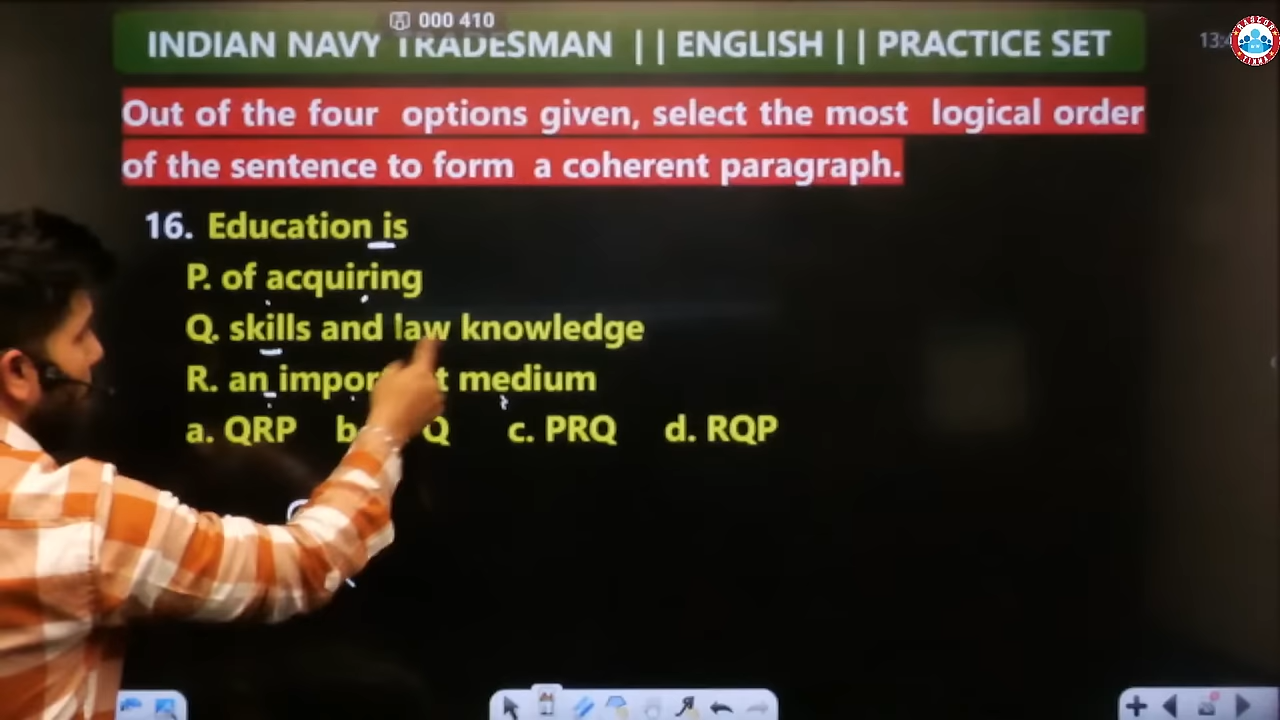 000 410
INDIAN NAVY TRADESMAN || ENGLISH || PRACTICE SET
Out of the four options given, select the most logical order
of the sentence to form a coherent paragraph.
16. Education is
P. of acquiring
Q. skills and law knowledge
R. an medium
a. QRP b Q c. PRQ d. RQP